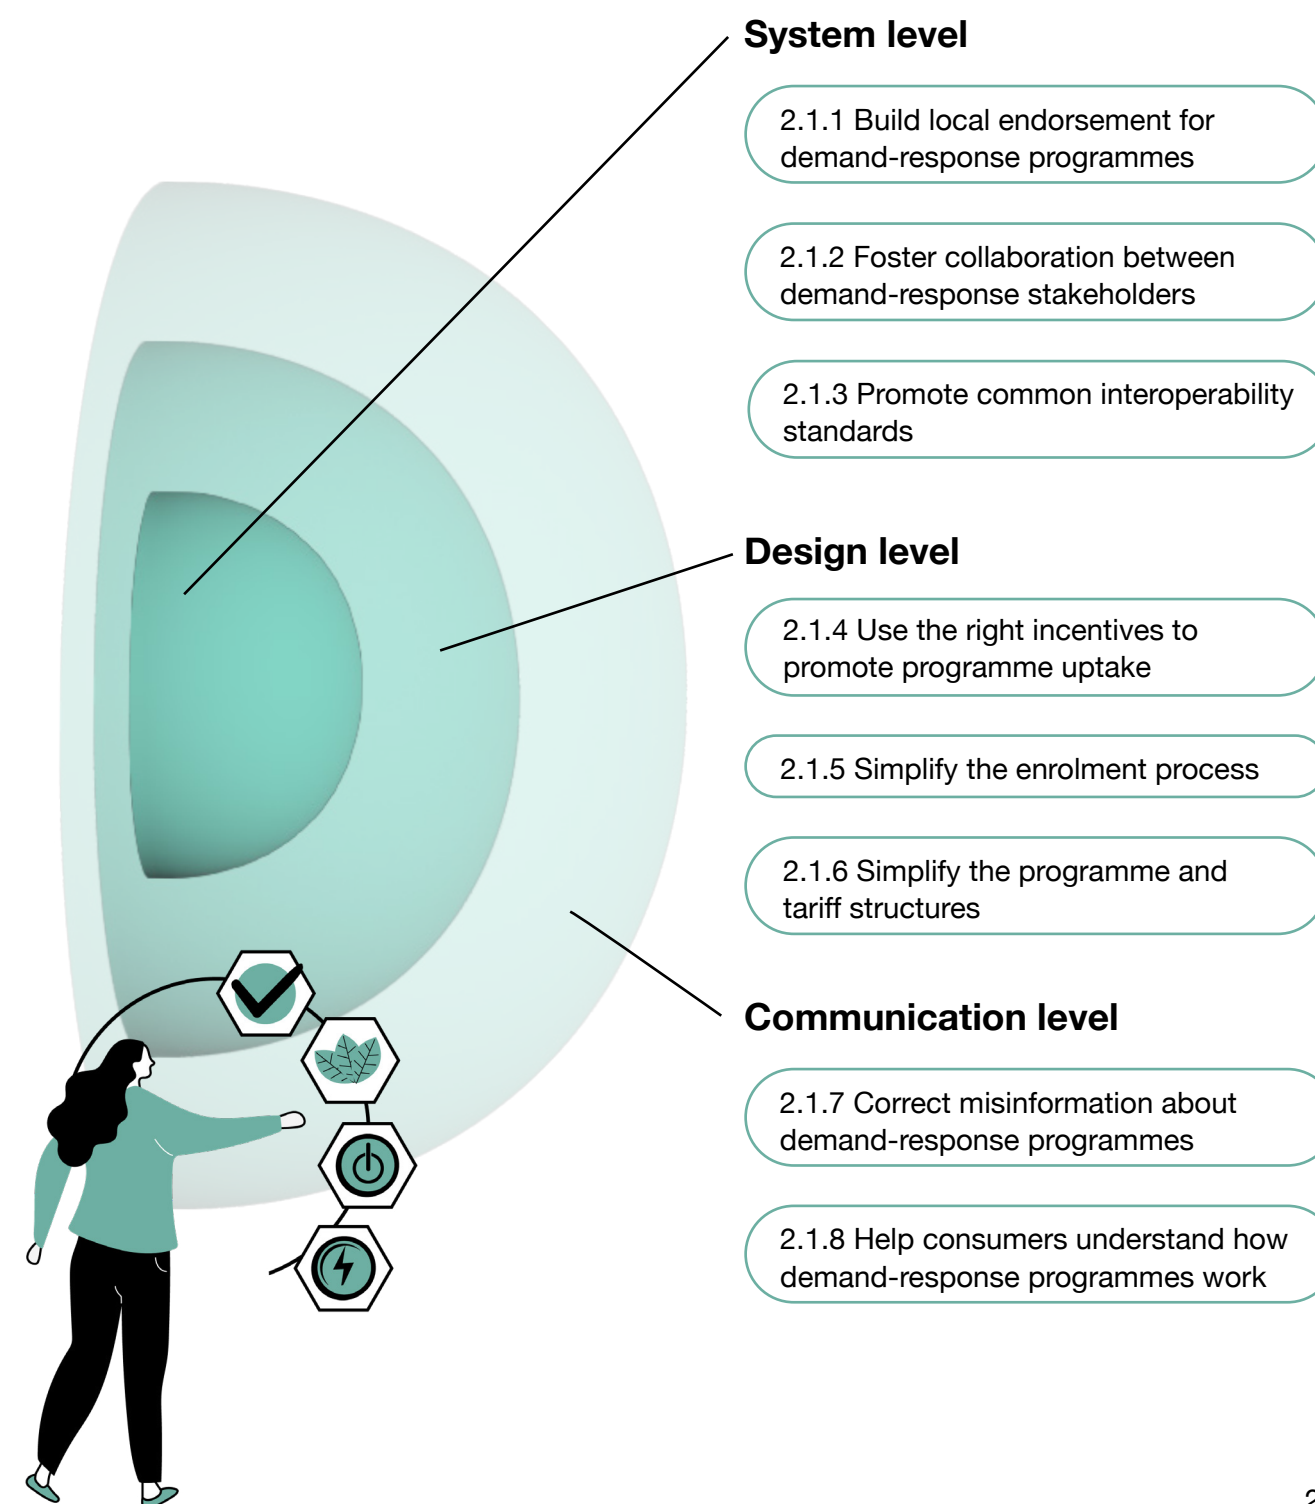 System level
2.1.1 Build local endorsement for
demand-response programmes
2.1.2 Foster collaboration between
demand-response stakeholders
2.1.3 Promote common interoperability
standards
Design level
2.1.4 Use the right incentives to
promote programme uptake
2.1.5 Simplify the enrolment process
2.1.6 Simplify the programme and
tariff structures
Communication level
2.1.7 Correct misinformation about
demand-response programmes
2.1.8 Help consumers understand how
demand-response programmes work